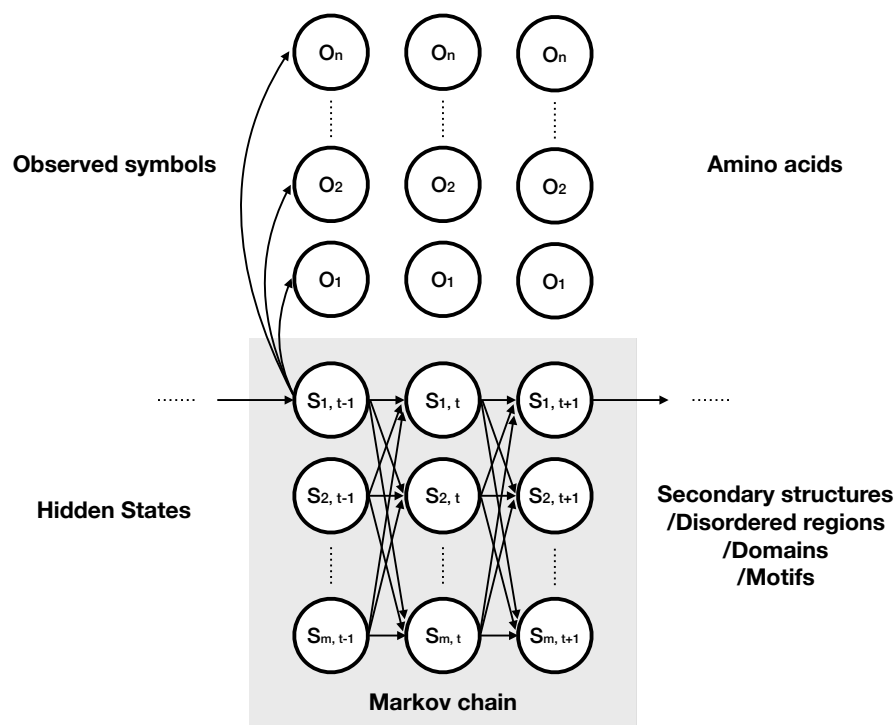 On On On
Observed symbols
Amino acids
O2 O2 O2
O1 O1 O1
........ S1, t-1 S1, t S1, t+1 ........
Hidden States
S2, t-1 S2, t S2, t+1
Secondary structures
/Disordered regions
/Domains
/Motifs
Sm, t-1 Sm, t Sm, t+1
Markov chain